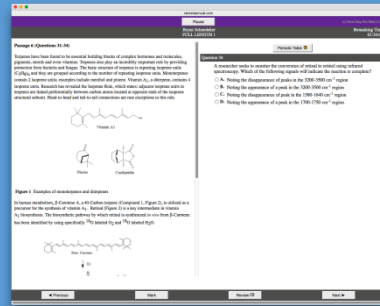 Pause
PULL-LENGTH 1
Remaining
Passage 6 (Questions 31-34)
Periodic Table
Question 34
Terpenes have been found to be essential building blocks of complex hormones and molecules,
pigments, sterols and even vitamins. Terpenes also play an incredibly important role by providing
protection from bacteria and fungus. The basic structure of terpenes is repeating isoprene units
(C5H8)n and they are grouped according to the number of repeating isoprene units. Monoterpenes
contain 2 isoprene units; examples include menthol and pinene. Vitamin A1, a diterpene, contains 4
isoprene units. Research has revealed the Isoprene Rule, which states: adjacent isoprene units in
terpenes are linked preferentially between carbon atoms located at opposite ends of the isoprene
structural subunit. Head-to-head and tail-to-tail connections are rare exceptions to this rule.
Vitamin A1
Pinene
Figure 1 Examples of monoterpenes and diterpenes
In human metabolism, β-Carotene A, a 40-Carbon terpene (Compound 1, Figure 2), is utilized as a
precursor for the synthesis of vitamin A1. Retinal (Figure 2) is a key intermediate in vitamin
A1 biosynthesis. The biosynthetic pathway by which retinal is synthesized in vivo from β-Carotene
has been identified by using specifically 18O labeled O2 and 18O labeled H2O.
Beta Carotene
A researcher seeks to monitor the conversion of retinal to retinol using infrared
spectroscopy. Which of the following signals will indicate the reaction is complete?
A. Noting the disappearance of peaks in the 3200-3500 cm-1 region
B. Noting the appearance of a peak in the 3200-3500 cm-1 region
C. Noting the disappearance of peak in the 1580-1640 cm-1 region
D. Noting the appearance of a peak in the 1700-1750 cm-1 region
Previous
Mark
Review
Next